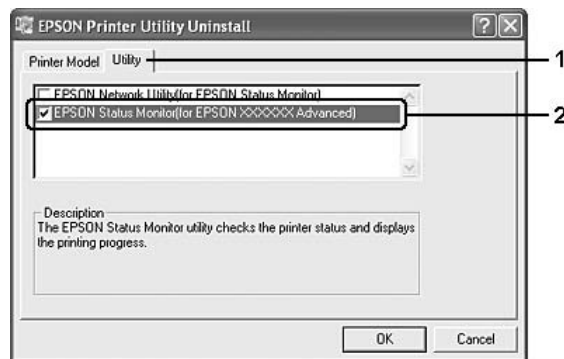 EPSON Printer Utility Uninstall
Printer Model Utility
1
EPSON Network Utility(for EPSON Status Monitor)
EPSON Status Monitor(for EPSON XXXXXX Advanced)
2
Description
The EPSON Status Monitor utility checks the printer status and displays
the printing progress.
OK Cancel